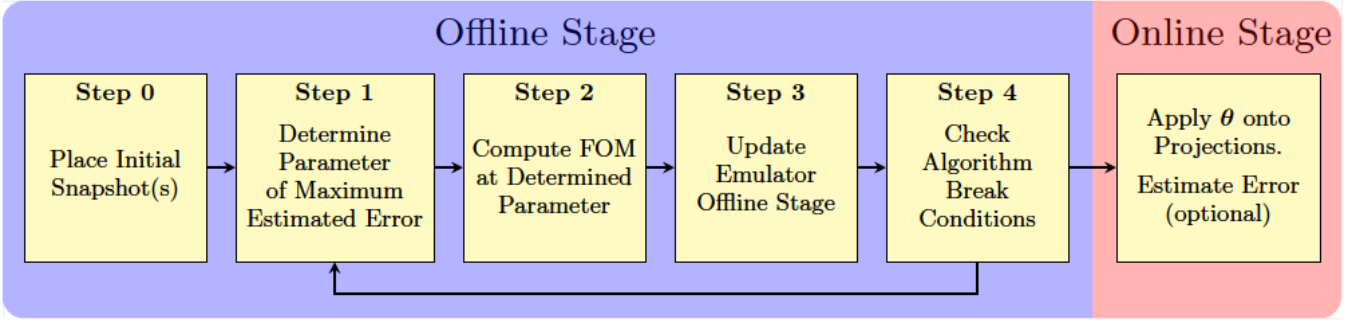 Offline Stage
Online Stage
Step 0
Place Initial
Snapshot(s)
Step 1
Determine
Parameter
of Maximum
Estimated Error
Step 2
Compute FOM
at Determined
Parameter
Step 3
Update
Emulator
Offline Stage
Step 4
Check
Algorithm
Break
Conditions
Apply θ onto
Projections.
Estimate Error
(optional)